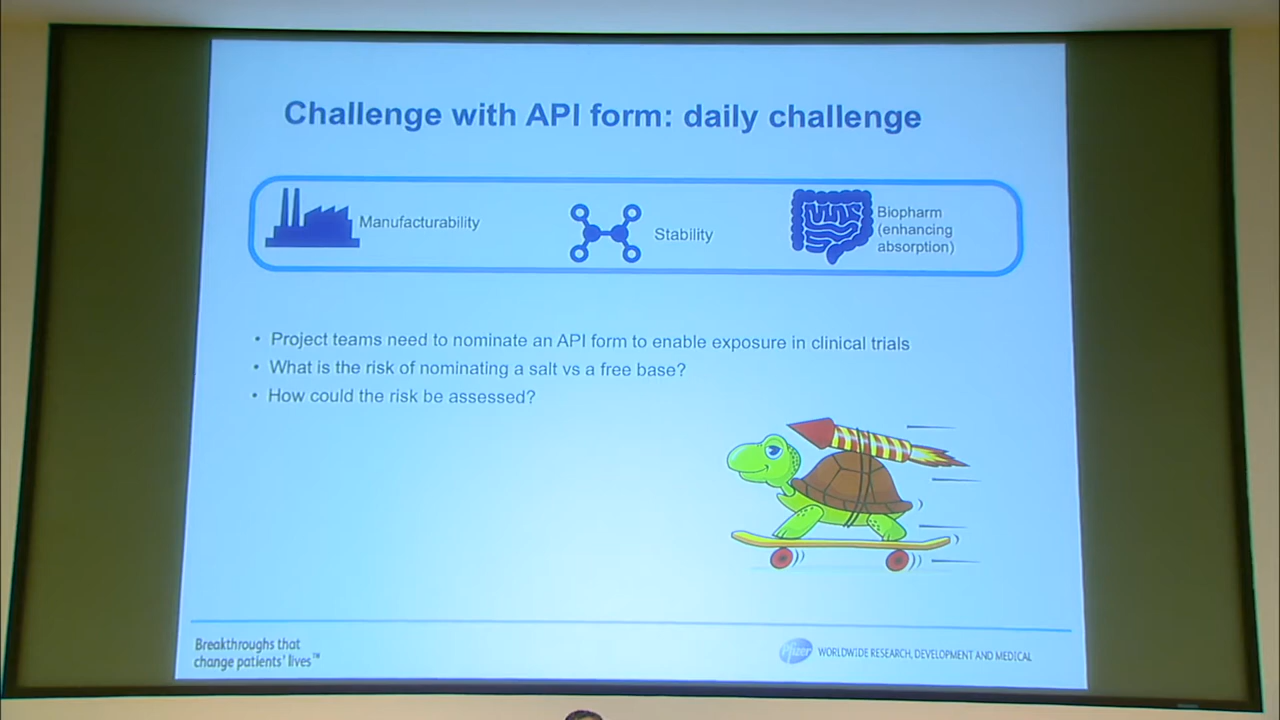 Challenge with API form: daily challenge
Manufacturability
Stability
Biopharm
(enhancing
absorption)
• Project teams need to nominate an API form to enable exposure in clinical trials
• What is the risk of nominating a salt vs a free base?
• How could the risk be assessed?
Breakthroughs that
change patients' lives™
Pfizer WORLDWIDE RESEARCH, DEVELOPMENT AND MEDICAL